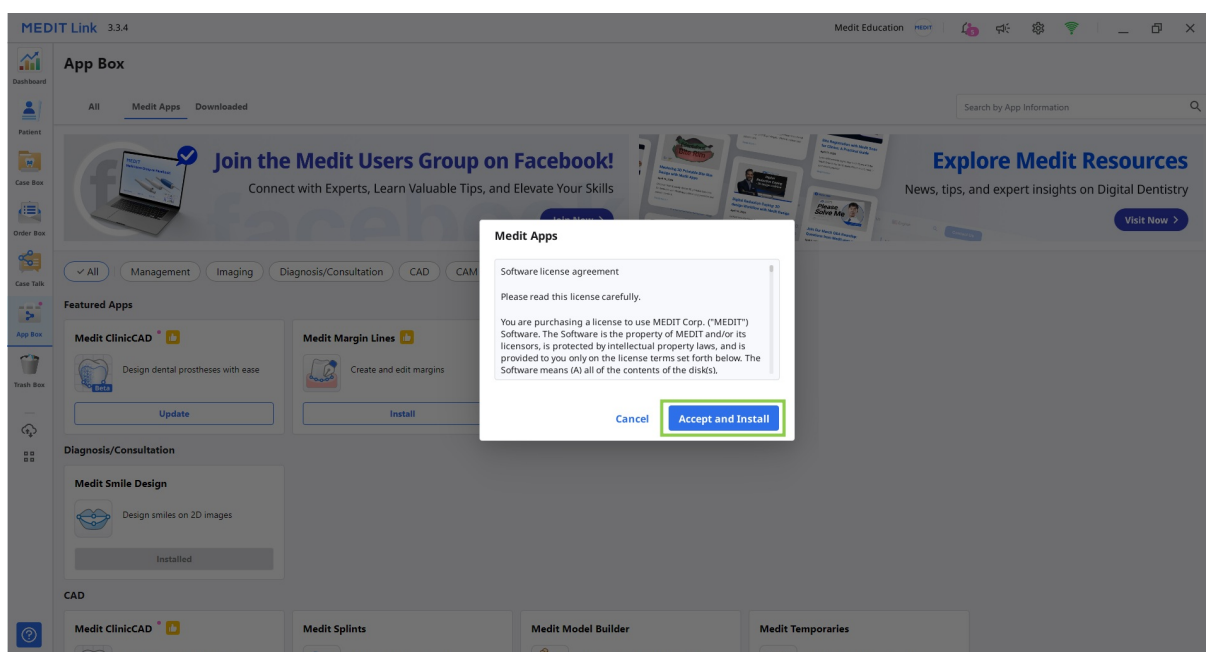 MEDIT Link 3.3.4
Medit Education
MEDIT
5
Dashboard
Patient
Case Box
Order Box
Case Talk
App Box
Trash Box
App Box
All Medit Apps Downloaded
Search by App Information
Join the Medit Users Group on Facebook!
Connect with Experts, Learn Valuable Tips, and Elevate Your Skills
Join Now >
Explore Medit Resources
News, tips, and expert insights on Digital Dentistry
Visit Now >
Please
Solve Me
All Management Imaging Diagnosis/Consultation CAD CAM
Featured Apps
Medit ClinicCAD
Design dental prostheses with ease
Beta
Update
Medit Margin Lines
Create and edit margins
Install
Diagnosis/Consultation
Medit Smile Design
Design smiles on 2D images
Installed
CAD
Medit ClinicCAD
Medit Splints
Medit Model Builder
Medit Temporaries
Medit Apps
Software license agreement
Please read this license carefully.
You are purchasing a license to use MEDIT Corp. ("MEDIT")
Software. The Software is the property of MEDIT and/or its
licensors, is protected by intellectual property laws, and is
provided to you only on the license terms set forth below. The
Software means (A) all of the contents of the disk(s),
Cancel
Accept and Install